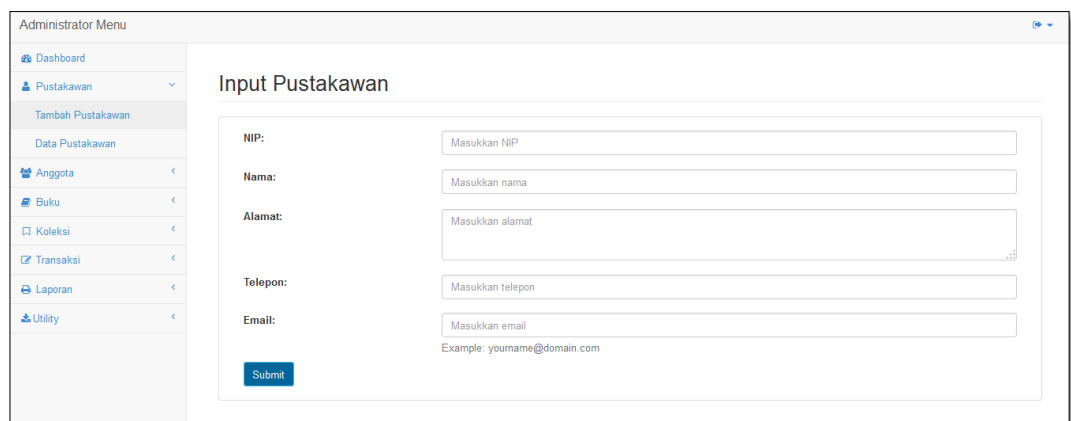 Administrator Menu
Dashboard
Pustakawan
Tambah Pustakawan
Data Pustakawan
Anggota
Buku
Koleksi
Transaksi
Laporan
Utility
Input Pustakawan
NIP:
Masukkan NIP
Nama:
Masukkan nama
Alamat:
Masukkan alamat
Telepon:
Masukkan telepon
Email:
Masukkan email
Example: yourname@domain.com
Submit